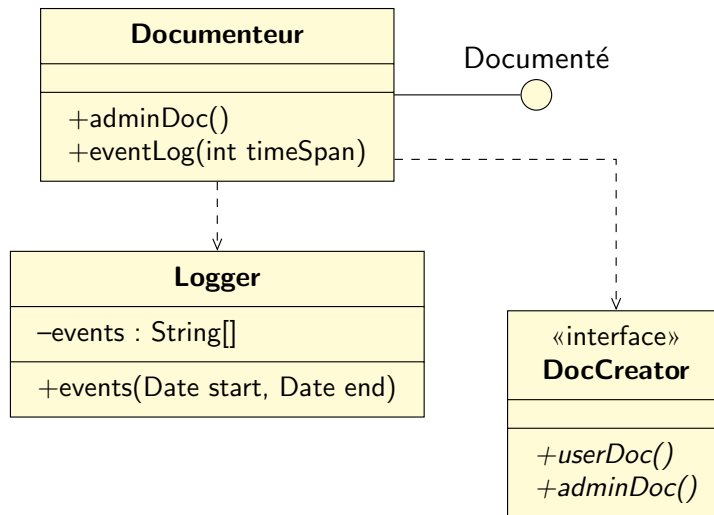 Documenteur
Documenté
+adminDoc()
+eventLog(int timeSpan)
Logger
–events : String[]
+events(Date start, Date end)
«interface»
DocCreator
+userDoc()
+adminDoc()